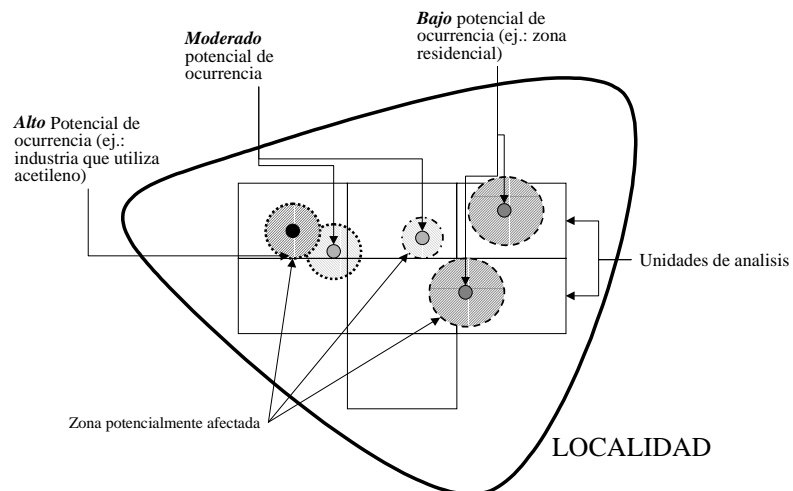 Moderado
potencial de
ocurrencia
Bajo potencial de
ocurrencia (ej.: zona
residencial)
Alto Potencial de
ocurrencia (ej.:
industria que utiliza
acetileno)
Unidades de analisis
Zona potencialmente afectada
LOCALIDAD